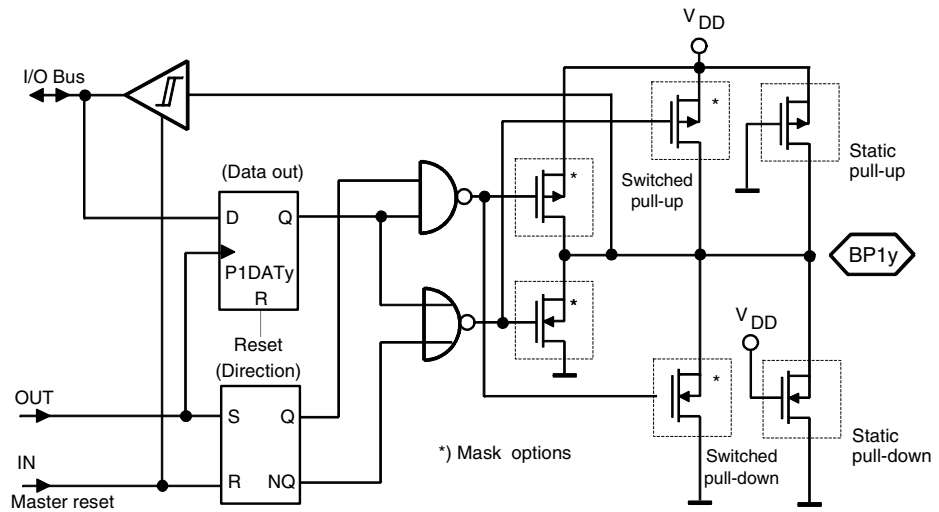 V DD
I/O Bus
*
Static
pull-up
(Data out)
*
Switched
pull-up
D
Q
P1DATy
R
BP1y
*
V DD
Reset
(Direction)
OUT
S
Q
*
*) Mask options
Static
pull-down
IN
Master reset
R
NQ
Switched
pull-down